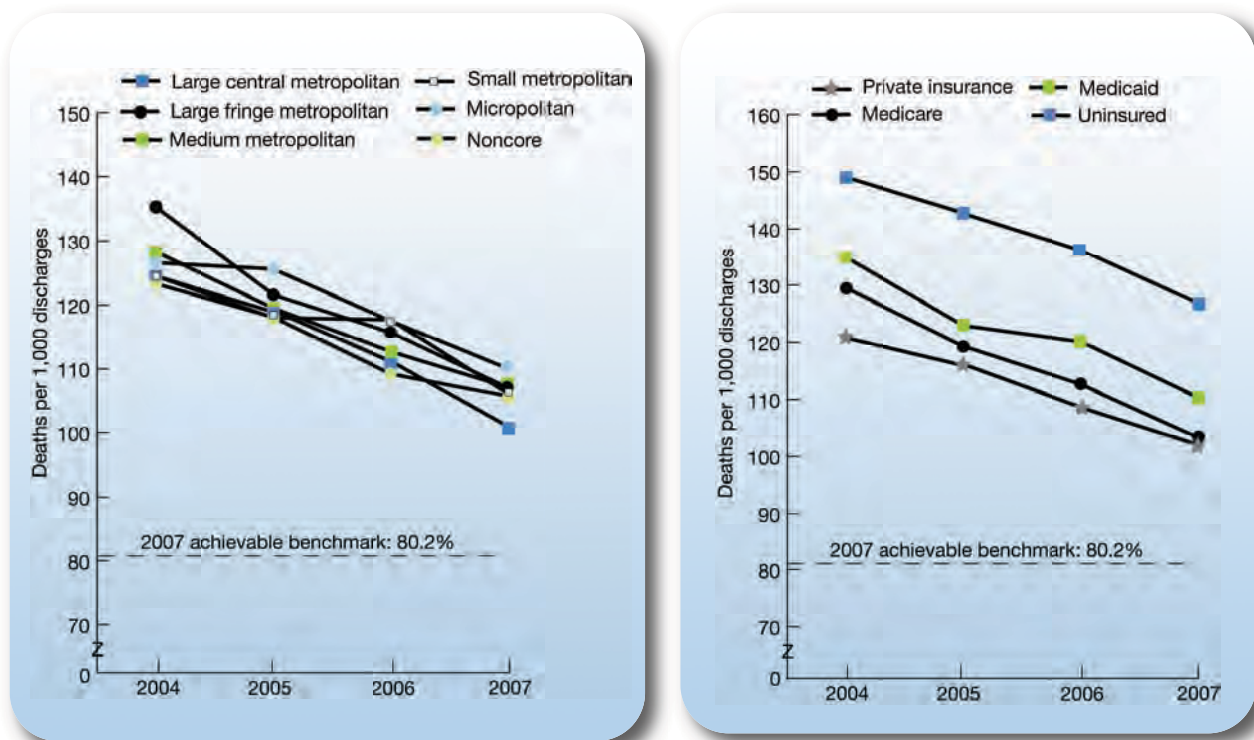 Large central metropolitan
Large fringe metropolitan
Medium metropolitan
Small metropolitan
Micropolitan
Noncore
Deaths per 1,000 discharges
150
140
130
120
110
100
90
80
70
0
2007 achievable benchmark: 80.2%
2004 2005 2006 2007
Private insurance
Medicare
Medicaid
Uninsured
Deaths per 1,000 discharges
160
150
140
130
120
110
100
90
80
70
0
2007 achievable benchmark: 80.2%
2004 2005 2006 2007